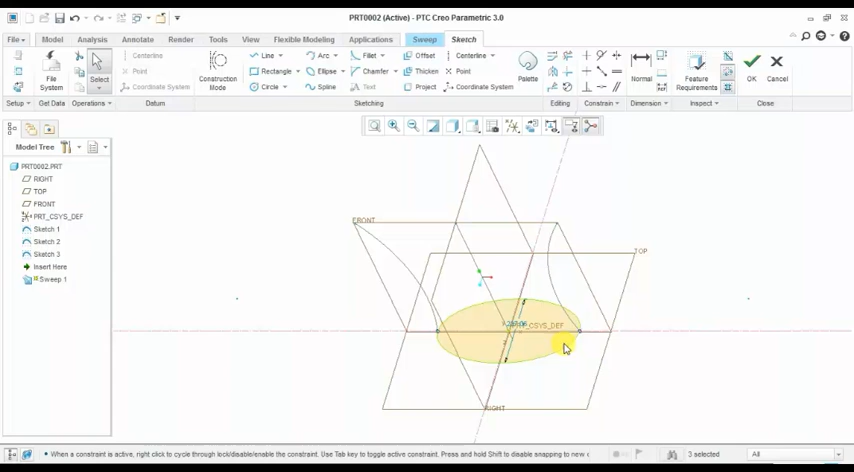 PRT0002 (Active) - PTC Creo Parametric 3.0
File Model Analysis Annotate Render Tools View Flexible Modeling Applications Sweep Sketch
File System
Select
Centerline
Point
Coordinate System
Construction Mode
Line Arc Fillet Offset Centerline
Rectangle Ellipse Chamfer Thicken Point
Circle Spline Text Project Coordinate System
Palette
Normal
Feature Requirements
OK Cancel
Setup Get Data Operations Datum Sketching Editing Constrain Dimension Inspect Close
Model Tree
PRT0002.PRT
RIGHT
TOP
FRONT
PRT_CSYS_DEF
Sketch 1
Sketch 2
Sketch 3
Insert Here
Sweep 1
FRONT
TOP
CSYS_DEF
RIGHT
When a constraint is active, right click to cycle through lock/disable/enable the constraint. Use Tab key to toggle active constraint. Press and hold Shift to disable snapping to new
3 selected
All